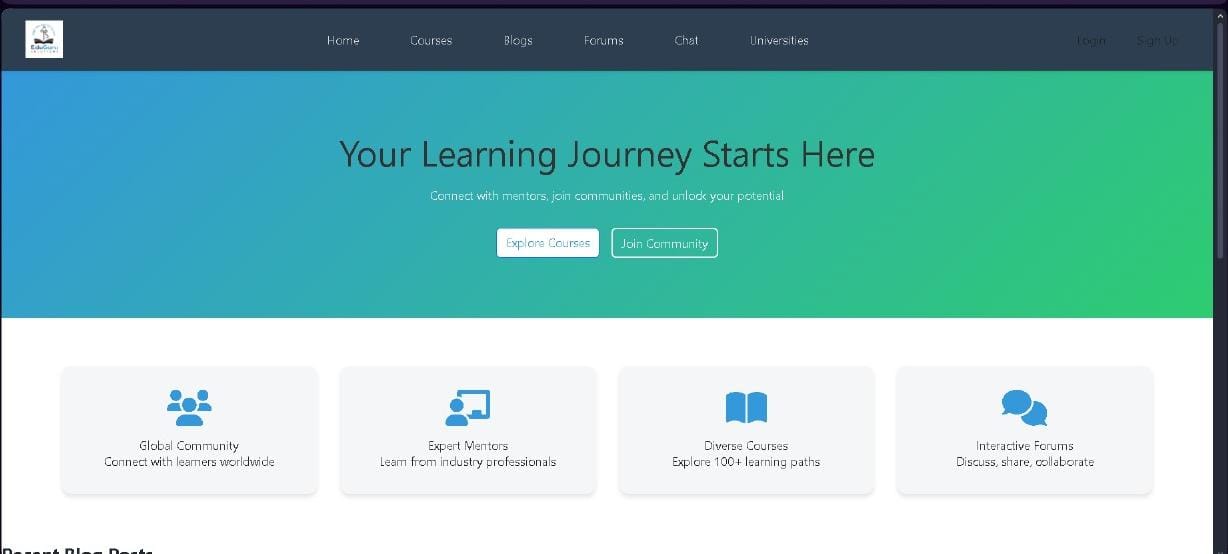 EduGuru
Home Courses Blogs Forums Chat Universities Login Sign Up
Your Learning Journey Starts Here
Connect with mentors, join communities, and unlock your potential
Explore Courses Join Community
Global Community
Connect with learners worldwide
Expert Mentors
Learn from industry professionals
Diverse Courses
Explore 100+ learning paths
Interactive Forums
Discuss, share, collaborate
Recent Blog Posts